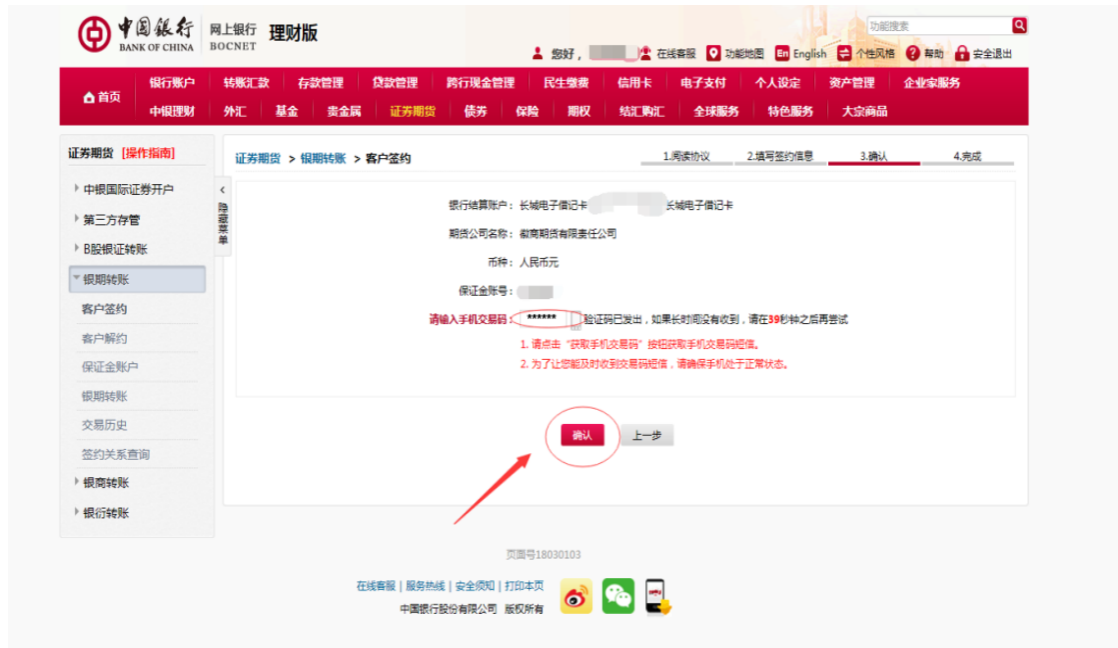 中国银行 网上银行 理财版
BANK OF CHINA BOCNET
功能搜索
您好， 在线客服 功能地图 En English 个性风格 帮助 安全退出
首页
银行账户 转账汇款 存款管理 贷款管理 跨行现金管理 民生缴费 信用卡 电子支付 个人设定 资产管理 企业家服务
中银理财 外汇 基金 贵金属 证券期货 债券 保险 期权 结汇购汇 全球服务 特色服务 大宗商品
证券期货 [操作指南]
中银国际证券开户
第三方存管
B股银证转账
银期转账
客户签约
客户解约
保证金账户
银期转账
交易历史
签约关系查询
银商转账
银衍转账
隐藏菜单
证券期货 > 银期转账 > 客户签约
1.阅读协议 2.填写签约信息 3.确认 4.完成
银行结算账户： 长城电子借记卡 长城电子借记卡
期货公司名称： 徽商期货有限责任公司
币种： 人民币元
保证金账号：
请输入手机交易码： ****** 验证码已发出，如果长时间没有收到，请在39秒钟之后再尝试
1. 请点击“获取手机交易码”按钮获取手机交易码短信。
2. 为了让您能及时收到交易码短信，请确保手机处于正常状态。
确认 上一步
页面号18030103
在线客服 | 服务热线 | 安全须知 | 打印本页
中国银行股份有限公司 版权所有